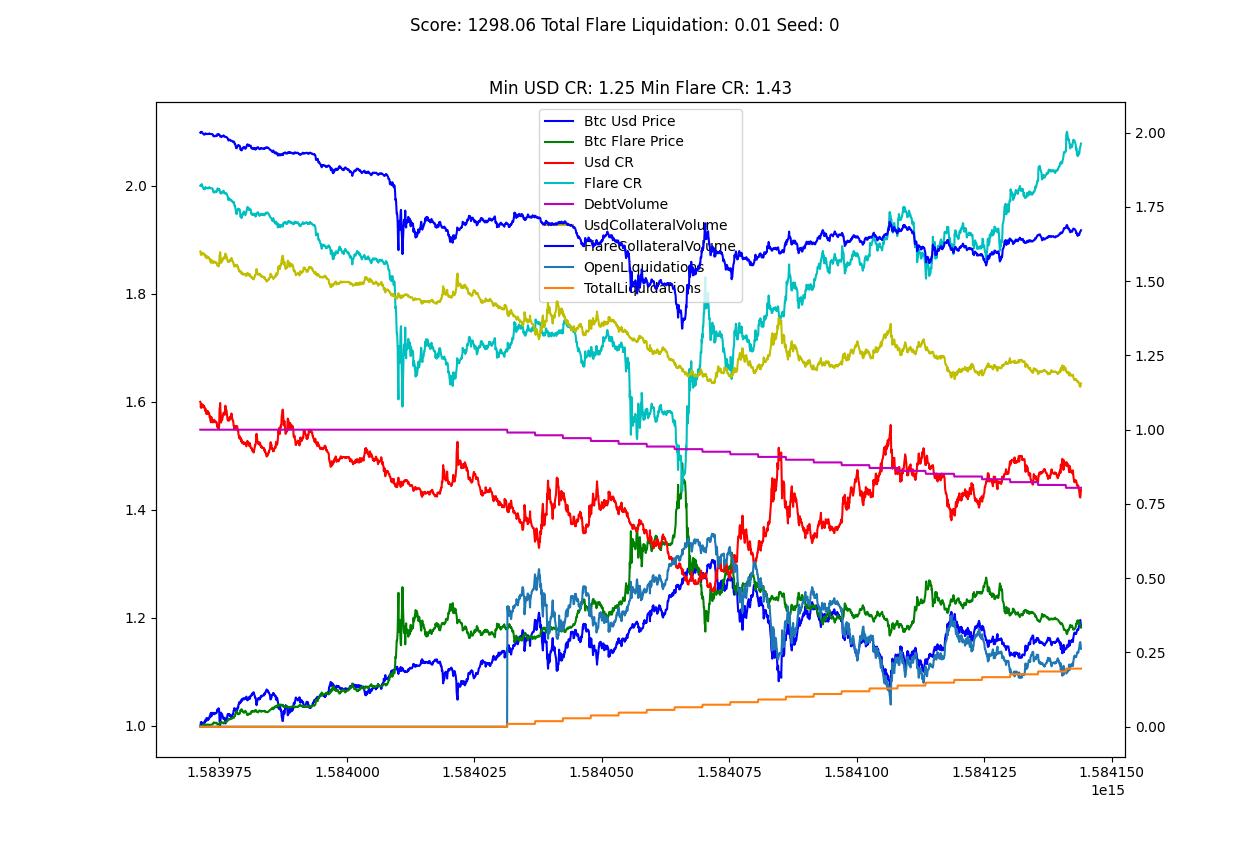 Score: 1298.06 Total Flare Liquidation: 0.01 Seed: 0
Min USD CR: 1.25 Min Flare CR: 1.43
Btc Usd Price
Btc Flare Price
Usd CR
Flare CR
DebtVolume
UsdCollateralVolume
FlareCollateralVolume
OpenLiquidations
TotalLiquidations
2.0
1.8
1.6
1.4
1.2
1.0
2.00
1.75
1.50
1.25
1.00
0.75
0.50
0.25
0.00
1.583975 1.584000 1.584025 1.584050 1.584075 1.584100 1.584125 1.584150
1e15